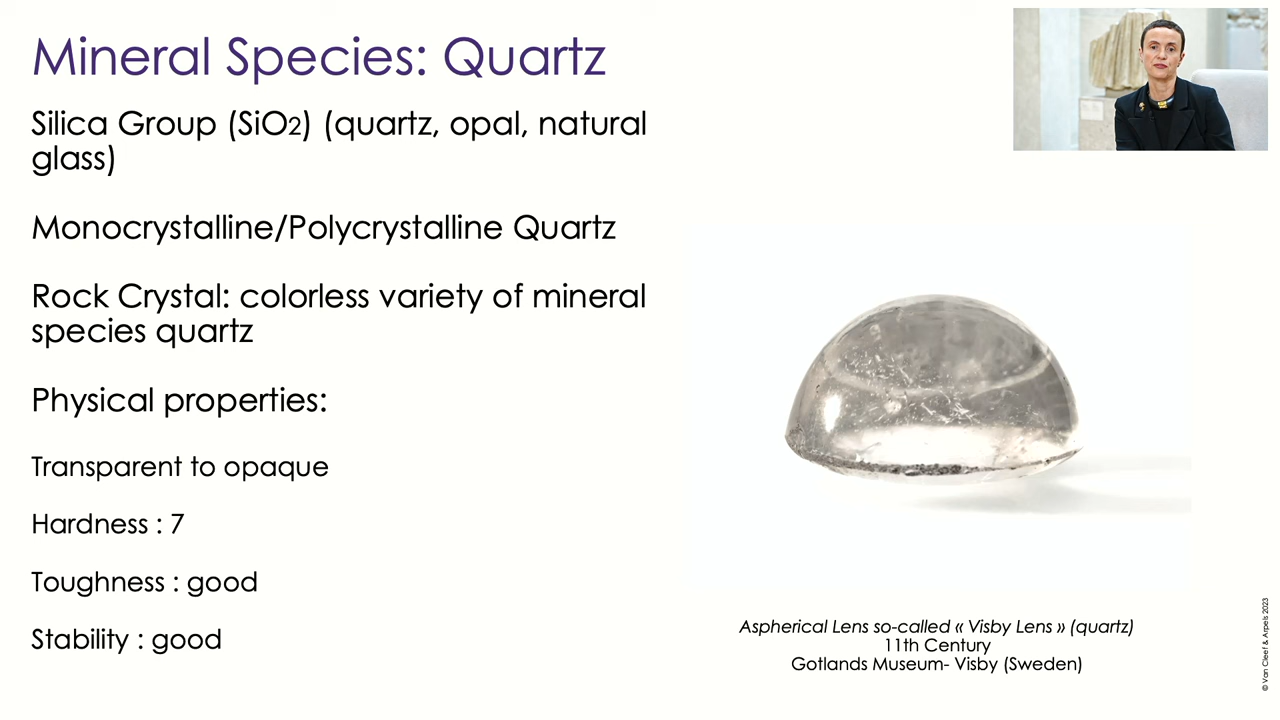 Mineral Species: Quartz
Silica Group (SiO2) (quartz, opal, natural
glass)
Monocrystalline/Polycrystalline Quartz
Rock Crystal: colorless variety of mineral
species quartz
Physical properties:
Transparent to opaque
Hardness : 7
Toughness : good
Stability : good
Aspherical Lens so-called « Visby Lens » (quartz)
11th Century
Gotlands Museum- Visby (Sweden)
© Van Cleef & Arpels 2023